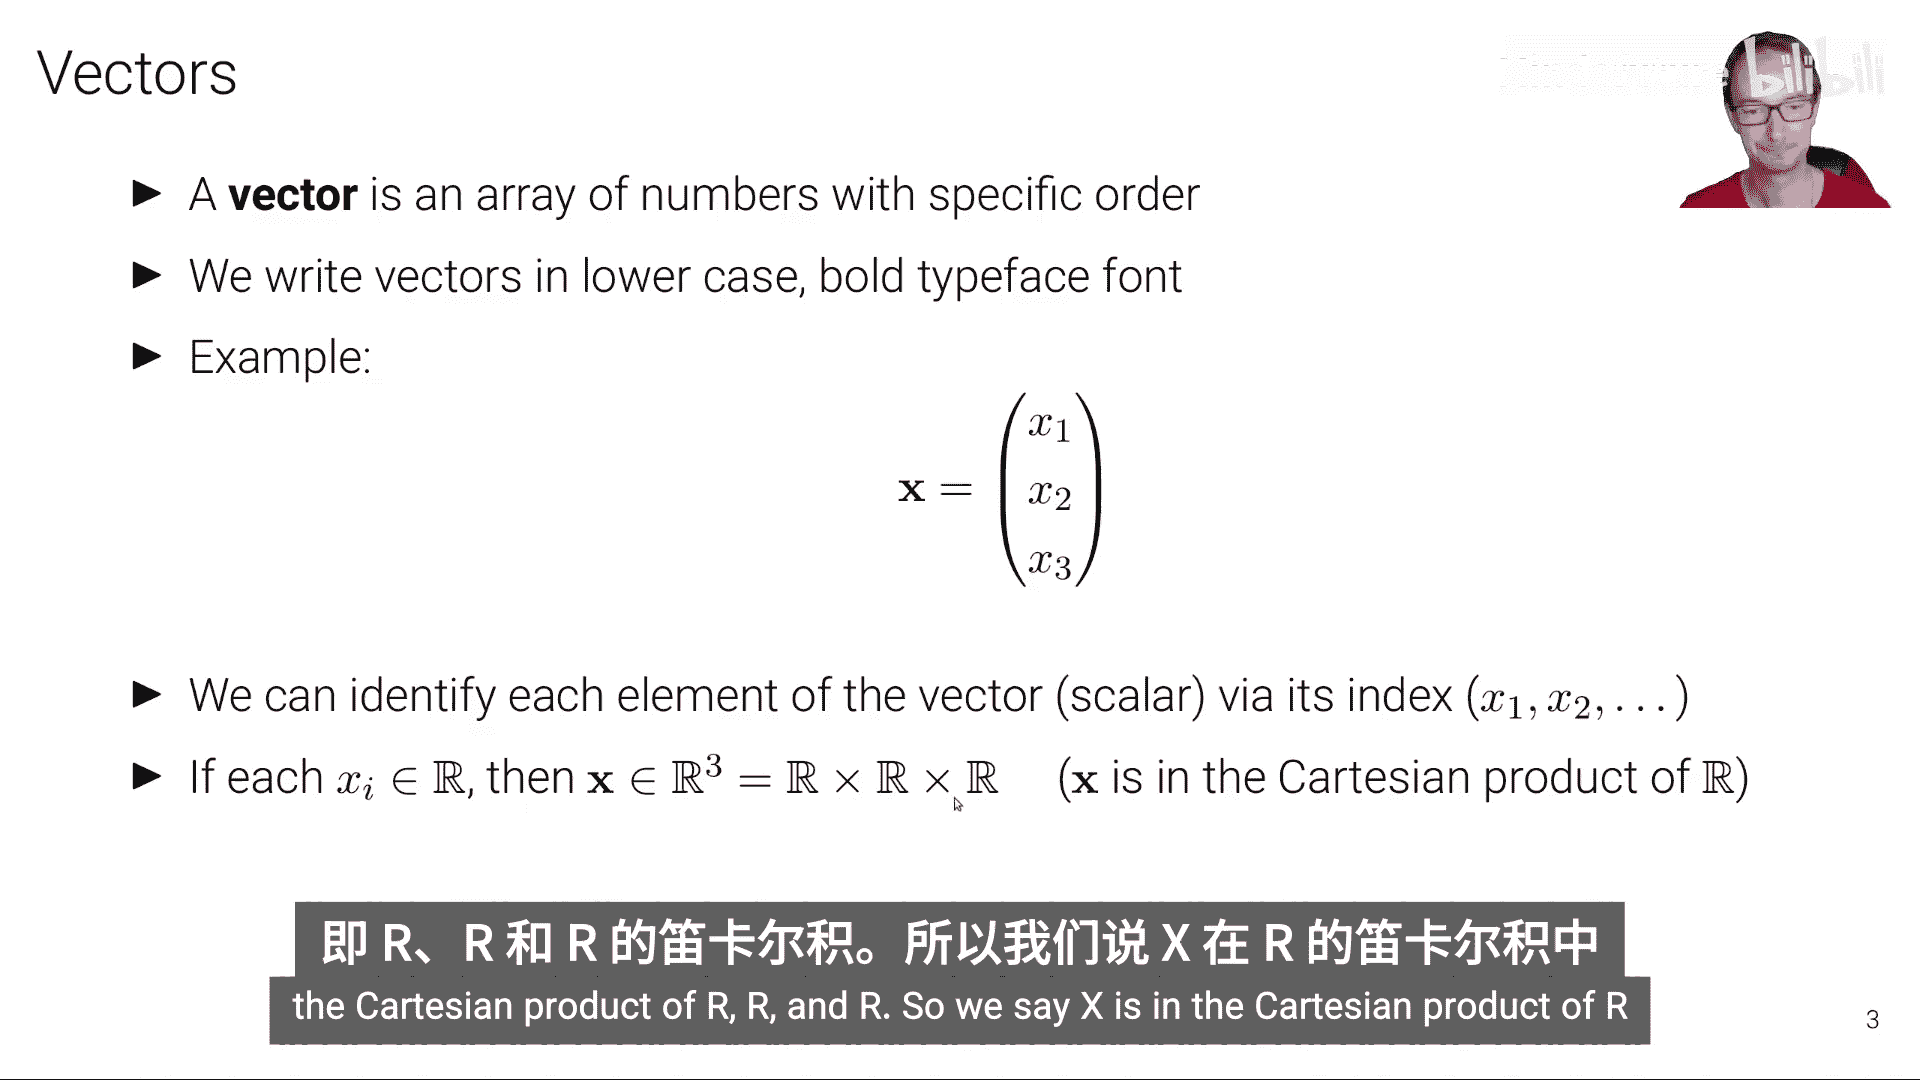 Vectors
bilibili
▶ A vector is an array of numbers with specific order
▶ We write vectors in lower case, bold typeface font
▶ Example:
x = (x₁ x₂ x₃)
▶ We can identify each element of the vector (scalar) via its index (x₁, x₂, . . . )
▶ If each xᵢ ∈ ℝ, then x ∈ ℝ³ = ℝ × ℝ × ℝ (x is in the Cartesian product of ℝ)
即 R、R 和 R 的笛卡尔积。所以我们说 X 在 R 的笛卡尔积中
the Cartesian product of R, R, and R. So we say X is in the Cartesian product of R
3